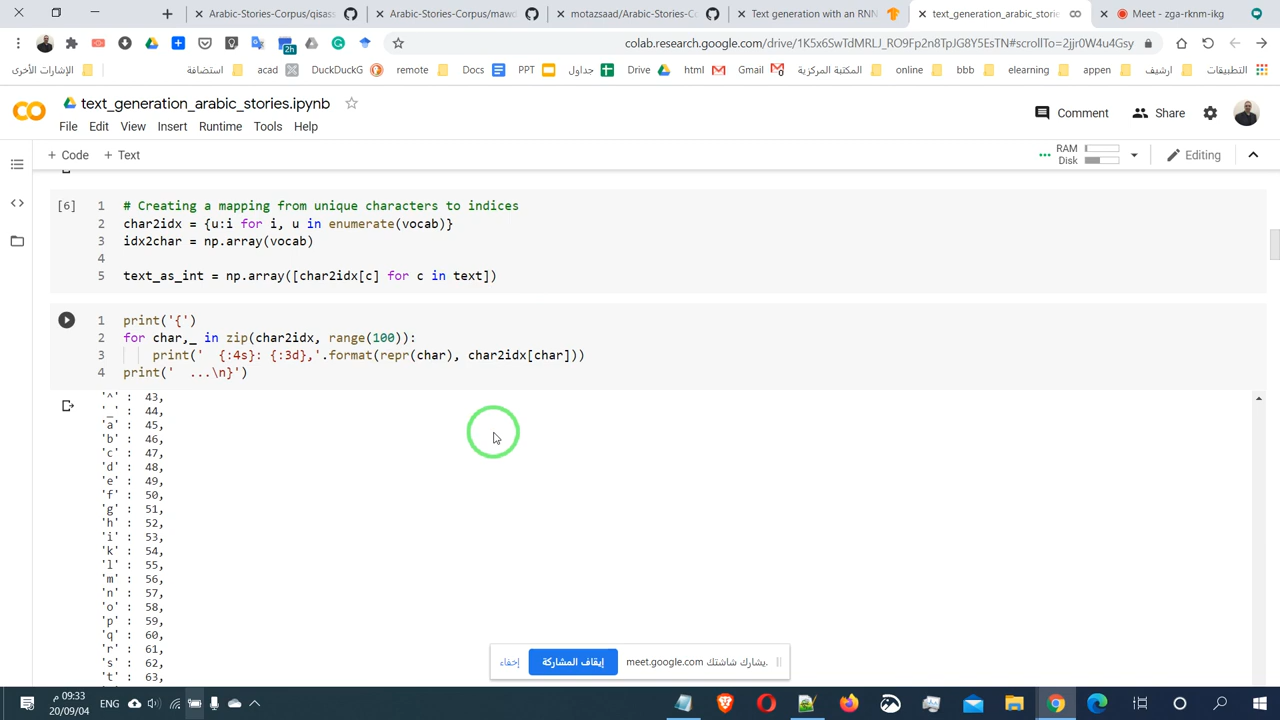 Arabic-Stories-Corpus/qisass
Arabic-Stories-Corpus/mawd
motazsaad/Arabic-Stories-Co
Text generation with an RNN
text_generation_arabic_storie
Meet - zga-rknm-ikg
colab.research.google.com/drive/1K5x6SwTdMRLJ_RO9Fp2n8TpJG8Y5EsTN#scrollTo=2jjr0W4u4Gsy
2h
الإشارات الأخرى
استضافة
acad
DuckDuckG
remote
Docs
PPT
جداول
Drive
html
Gmail
المكتبة المركزية
online
bbb
elearning
appen
ارشيف
التطبيقات
text_generation_arabic_stories.ipynb
Comment
Share
File Edit View Insert Runtime Tools Help
+ Code + Text
RAM
Disk
Editing
[6]
1 # Creating a mapping from unique characters to indices
2 char2idx = {u:i for i, u in enumerate(vocab)}
3 idx2char = np.array(vocab)
4
5 text_as_int = np.array([char2idx[c] for c in text])
1 print('{')
2 for char,_ in zip(char2idx, range(100)):
3 print('  {:4s}: {:3d},'.format(repr(char), char2idx[char]))
4 print('  ...\n}')
'^' : 43,
'_' : 44,
'a' : 45,
'b' : 46,
'c' : 47,
'd' : 48,
'e' : 49,
'f' : 50,
'g' : 51,
'h' : 52,
'i' : 53,
'k' : 54,
'l' : 55,
'm' : 56,
'n' : 57,
'o' : 58,
'p' : 59,
'q' : 60,
'r' : 61,
's' : 62,
't' : 63,
إخفاء
إيقاف المشاركة
يشارك شاشتك meet.google.com.
09:33 م
20/09/04
ENG